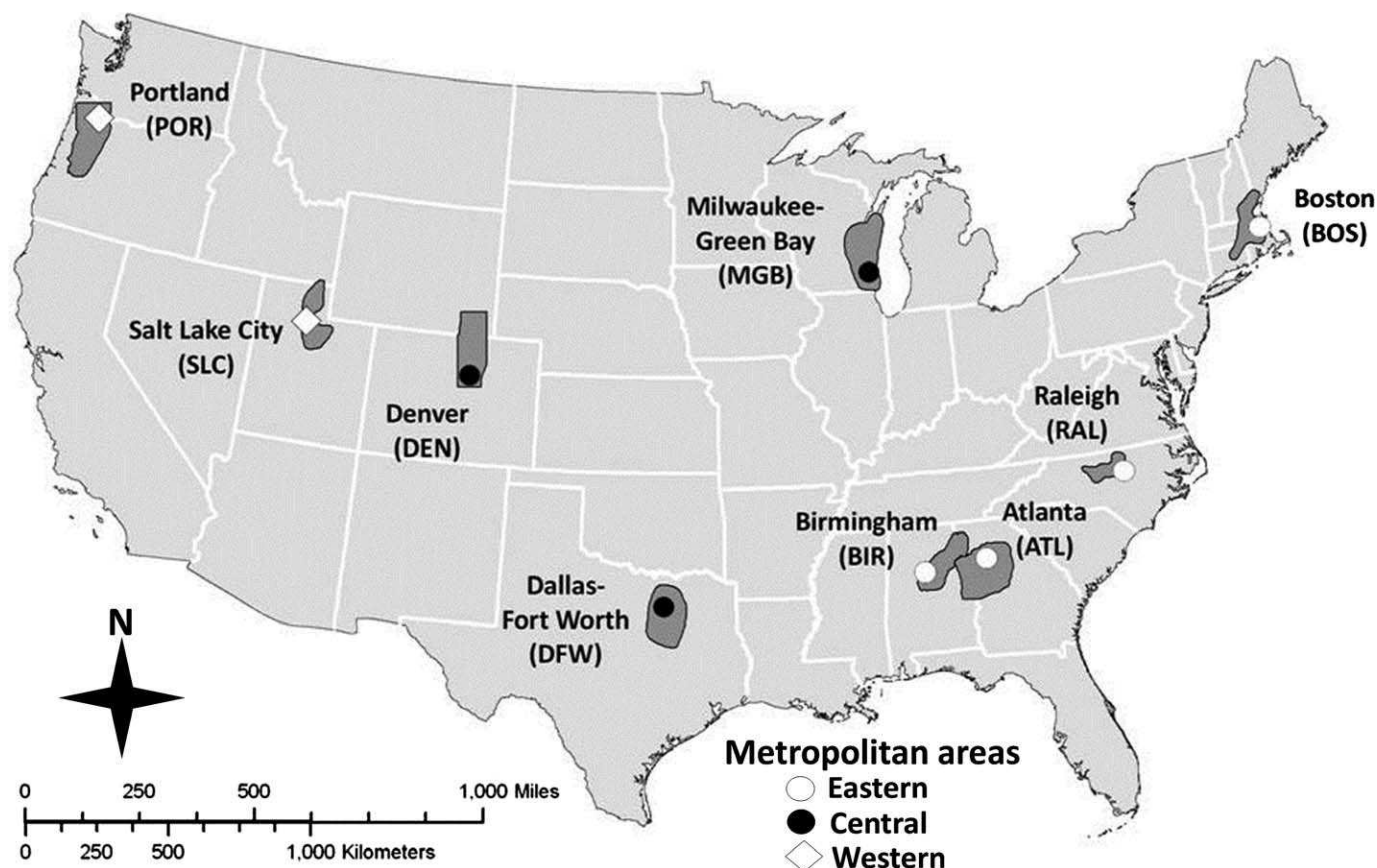 Portland
(POR)
Milwaukee-
Green Bay
(MGB)
Boston
(BOS)
Salt Lake City
(SLC)
Denver
(DEN)
Raleigh
(RAL)
Birmingham
(BIR)
Atlanta
(ATL)
Dallas-
Fort Worth
(DFW)
N
Metropolitan areas
Eastern
Central
Western
0 250 500 1,000 Miles
0 250 500 1,000 Kilometers